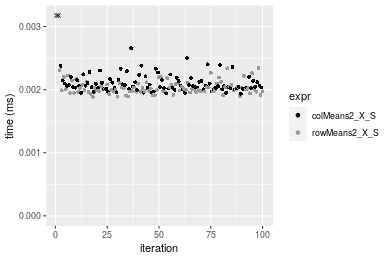 0.003
0.002
0.001
0.000
time (ms)
0
25
50
75
100
iteration
expr
colMeans2_X_S
rowMeans2_X_S